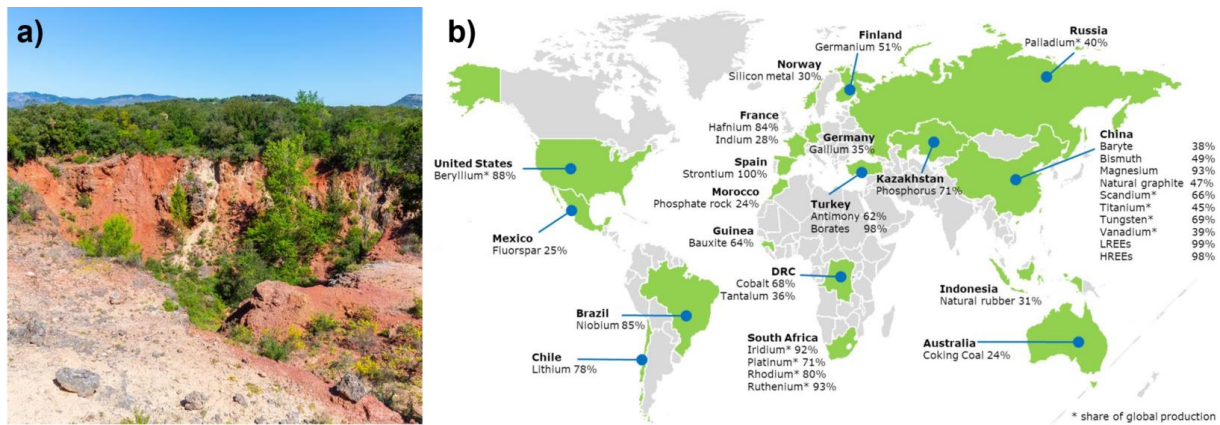 a)
b)
Finland
Germanium 51%
Russia
Palladium* 40%
Norway
Silicon metal 30%
France
Hafnium 84%
Indium 28%
Germany
Gallium 35%
China
Baryte 38%
Bismuth 49%
Magnesium 93%
Natural graphite 47%
Scandium* 66%
Titanium* 45%
Tungsten* 69%
Vanadium* 39%
LREEs 99%
HREEs 98%
United States
Beryllium* 88%
Spain
Strontium 100%
Kazakhstan
Phosphorus 71%
Morocco
Phosphate rock 24%
Turkey
Antimony 62%
Borates 98%
Mexico
Fluorspar 25%
Guinea
Bauxite 64%
DRC
Cobalt 68%
Tantalum 36%
Indonesia
Natural rubber 31%
Brazil
Niobium 85%
South Africa
Iridium* 92%
Platinum* 71%
Rhodium* 80%
Ruthenium* 93%
Australia
Coking Coal 24%
Chile
Lithium 78%
* share of global production